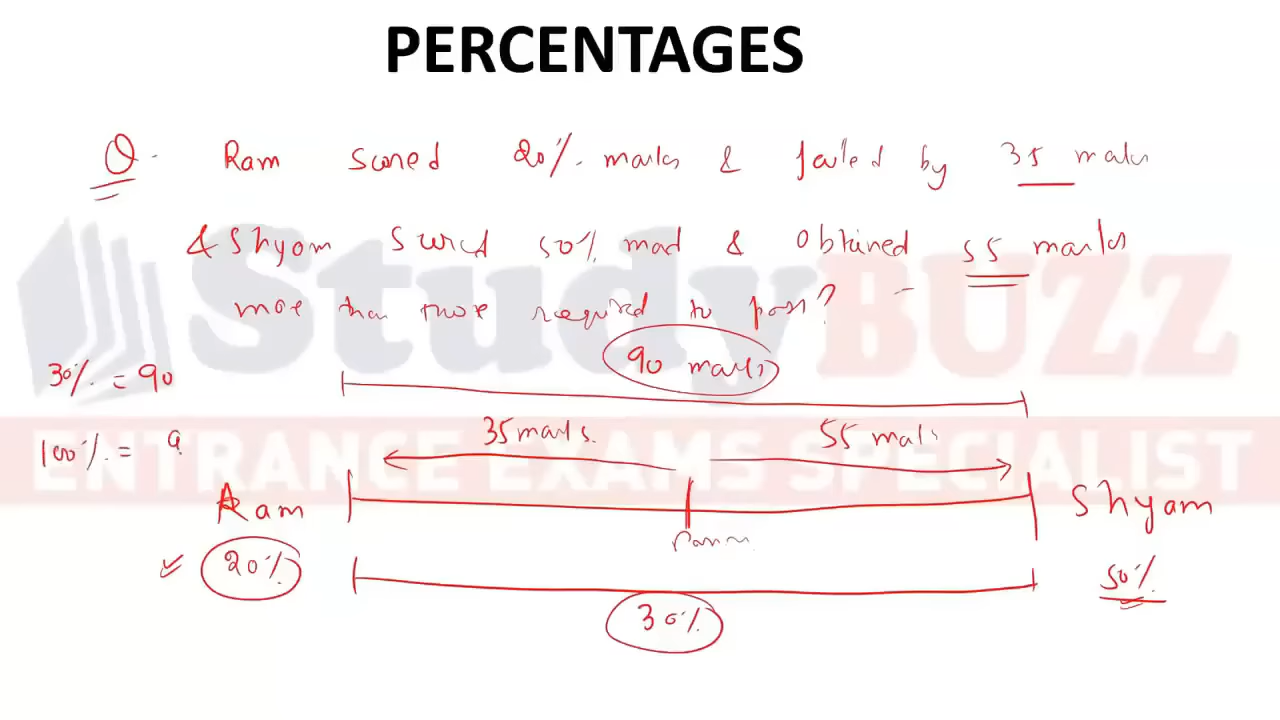 PERCENTAGES
Q. Ram scored 20% marks & failed by 35 marks
& Shyam scored 50% mark & obtained 55 marks
more than those required to pass?
90 marks
30% = 90
35 marks.
55 marks
100% = ?
Ram
Shyam
20%
50%
30%
StudyBUZZ
ENTRANCE EXAMS SPECIALIST